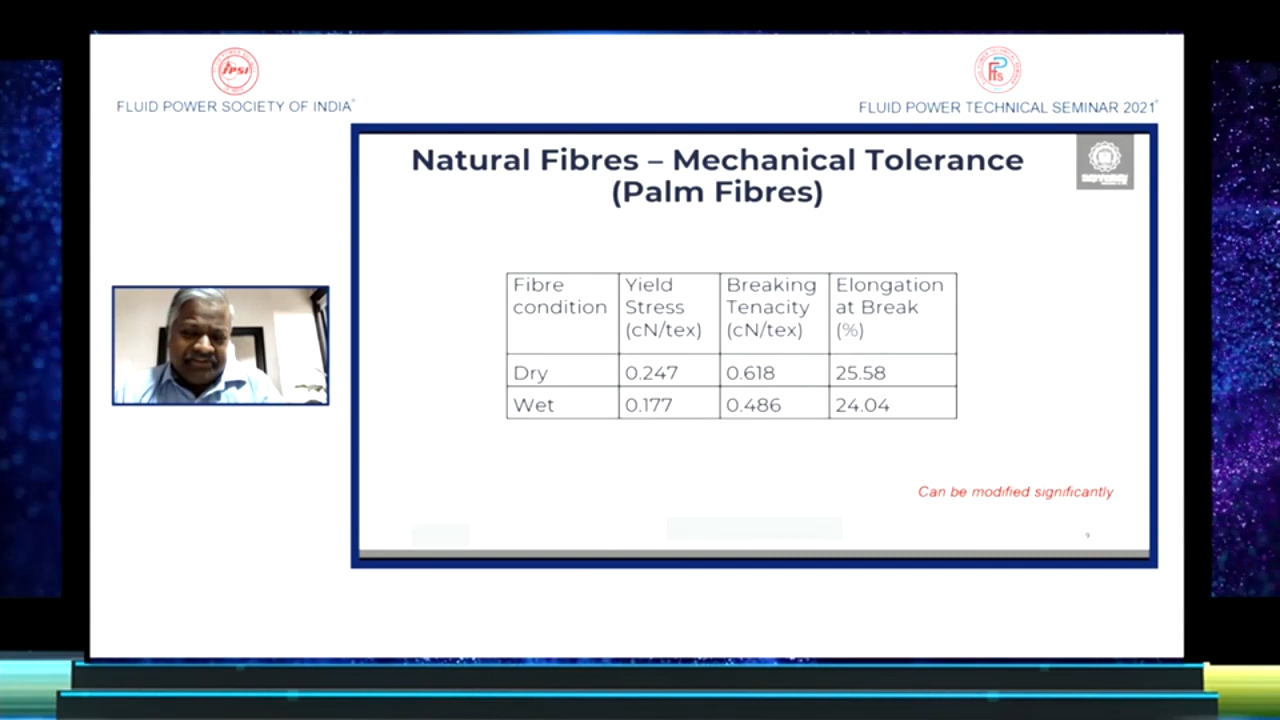 FLUID POWER SOCIETY OF INDIA
FLUID POWER TECHNICAL SEMINAR 2021
Natural Fibres – Mechanical Tolerance
(Palm Fibres)
Fibre condition Yield Stress (cN/tex) Breaking Tenacity (cN/tex) Elongation at Break (%)
Dry 0.247 0.618 25.58
Wet 0.177 0.486 24.04
Can be modified significantly
9